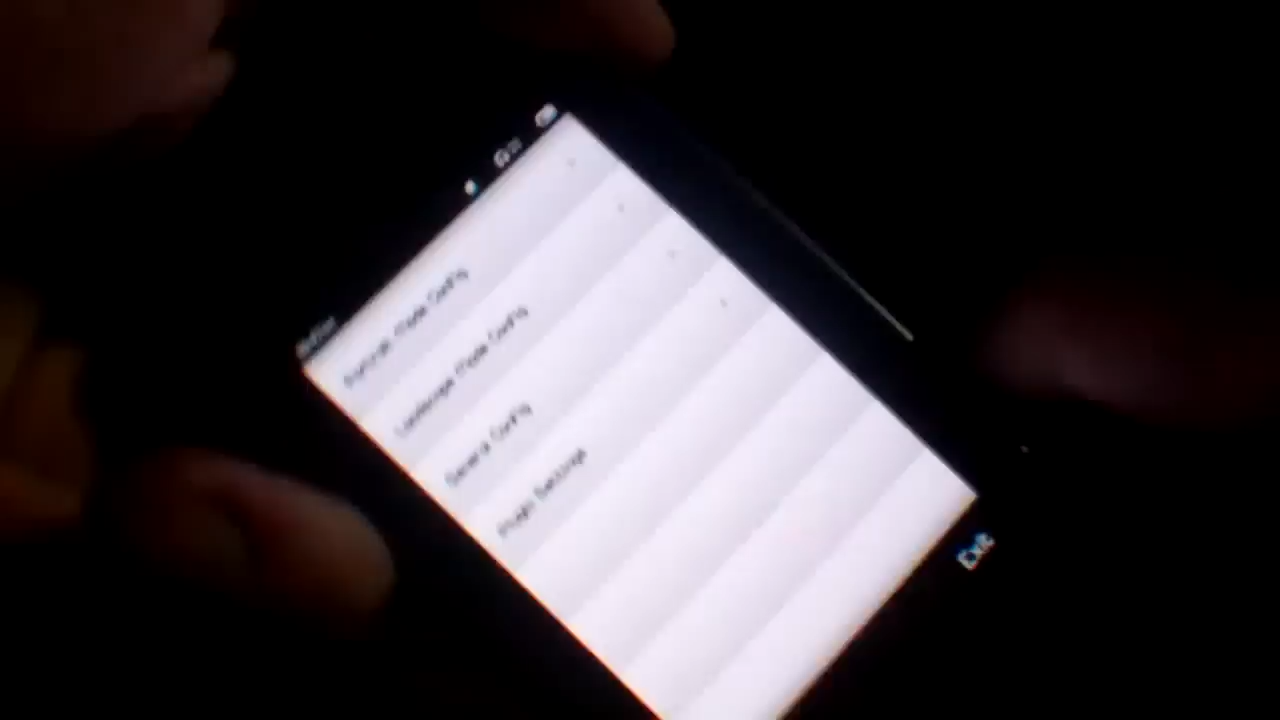 Portrait Mode Config
Landscape Mode Config
General Config
Plugin Settings
Exit